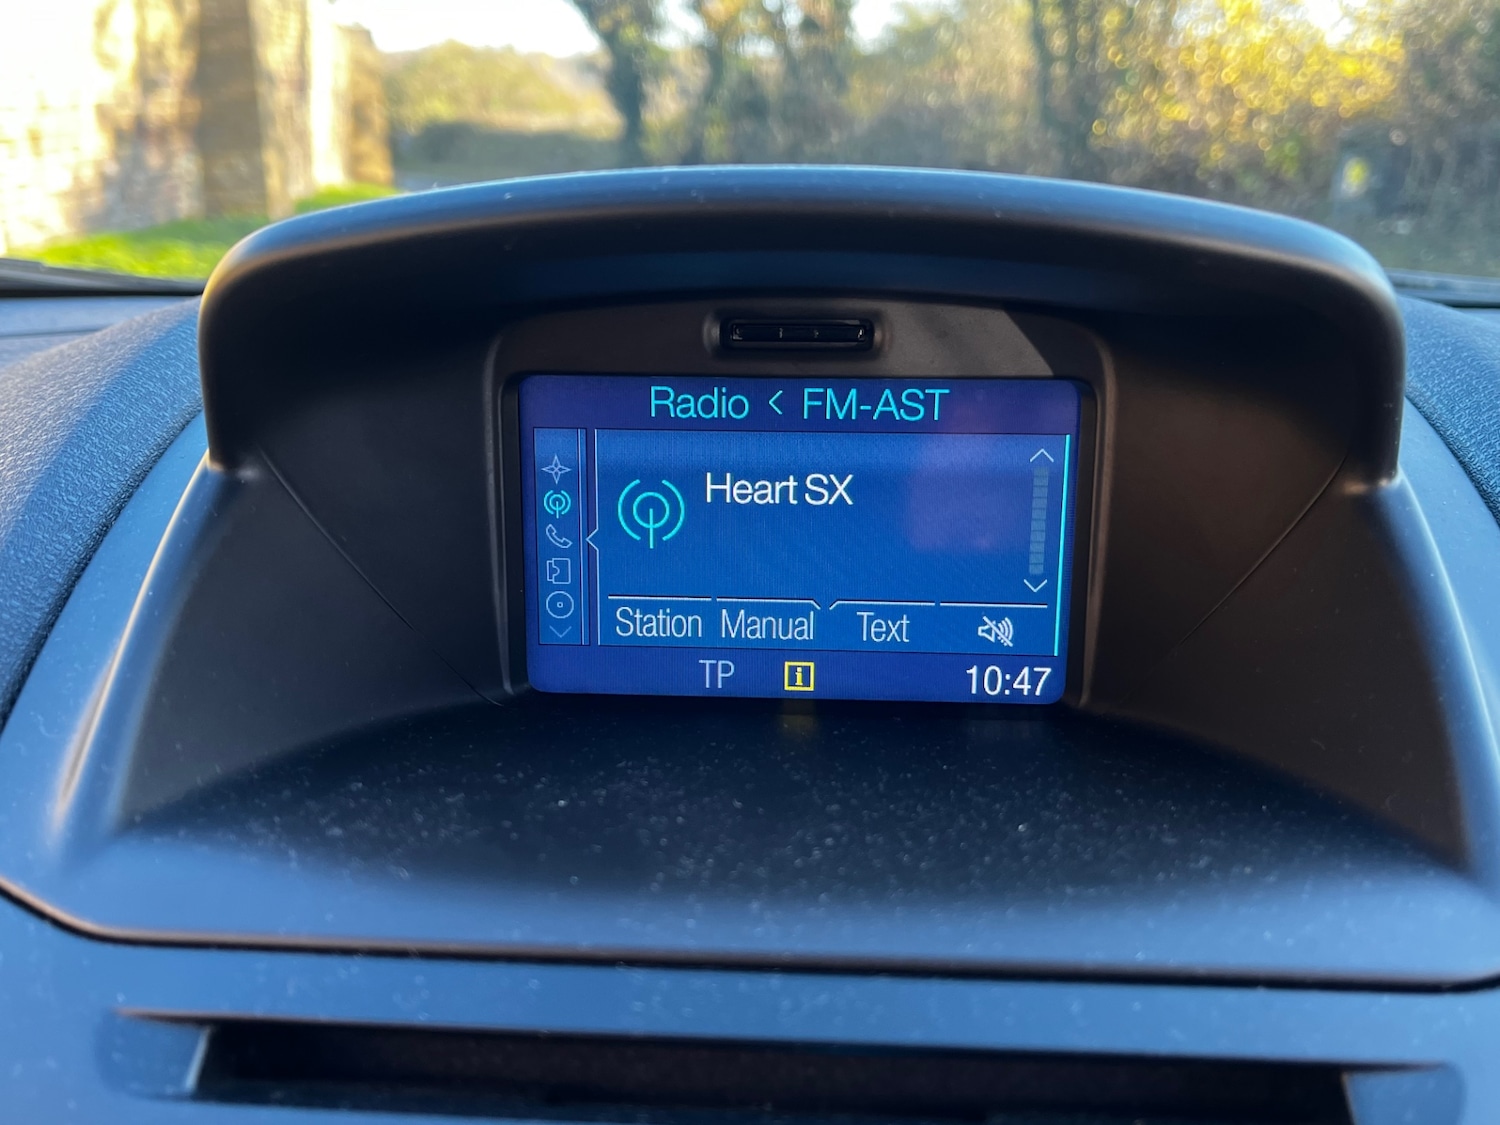 Radio < FM-AST
Heart SX
Station Manual Text
TP i 10:47